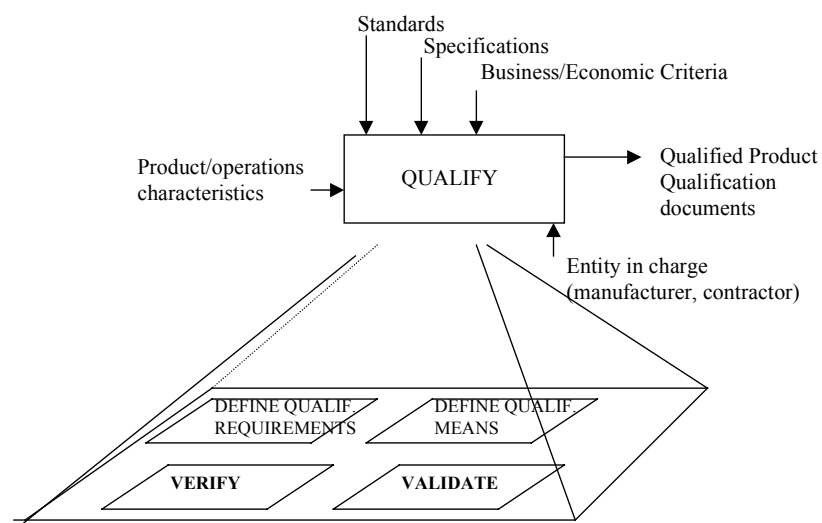 Standards
Specifications
Business/Economic Criteria
Product/operations
characteristics
QUALIFY
Qualified Product
Qualification
documents
Entity in charge
(manufacturer, contractor)
DEFINE QUALIF.
REQUIREMENTS
DEFINE QUALIF.
MEANS
VERIFY
VALIDATE